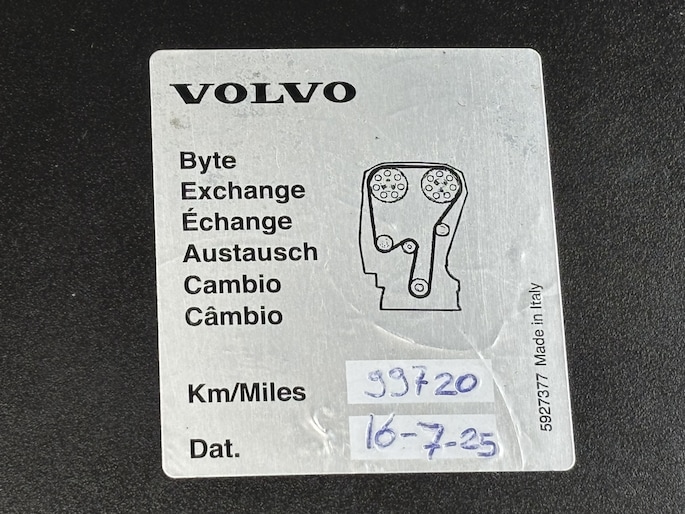 VOLVO
Byte
Exchange
Échange
Austausch
Cambio
Câmbio
Km/Miles 99720
Dat. 16-7-25
5927377 Made in Italy